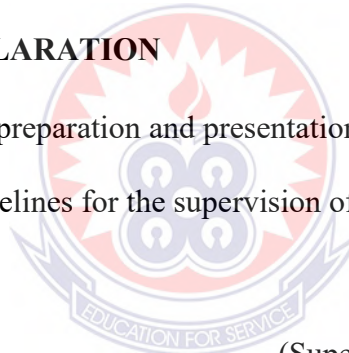 LARATION
preparation and presentation
elines for the supervision of
EDUCATION FOR SERVICE
(Supe